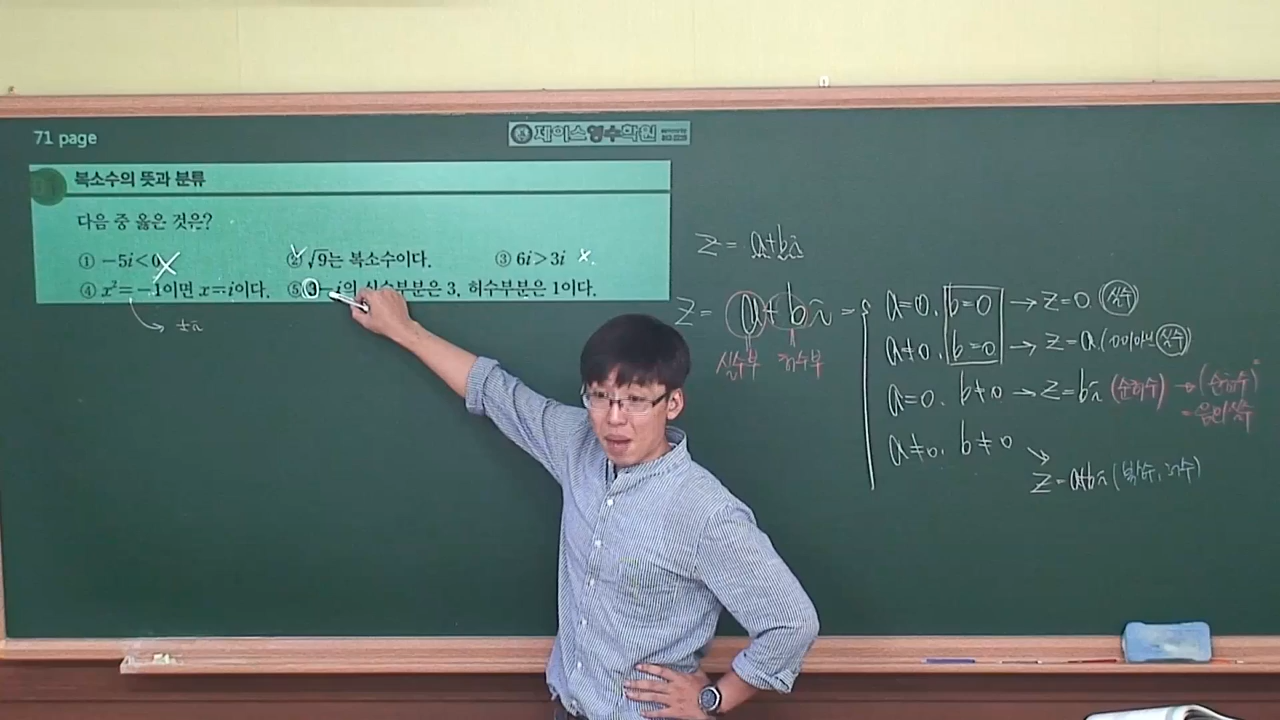 71 page
제이스영수학원
복소수의 뜻과 분류
다음 중 옳은 것은?
① −5i<0
② √9는 복소수이다.
③ 6i>3i
④ x²=−1이면 x=i이다.
⑤ 3−i의 실수부분은 3, 허수부분은 1이다.
±i
z = a+bi
z = a+bi
실수부 허수부
a=0. b=0 → z=0 (실수)
a≠0. b=0 → z=a. 실수
a=0. b≠0 → z=bi (순허수) → (순허수)²
= 음의 실수
a≠0. b≠0
z=a+bi (복소수, 허수)